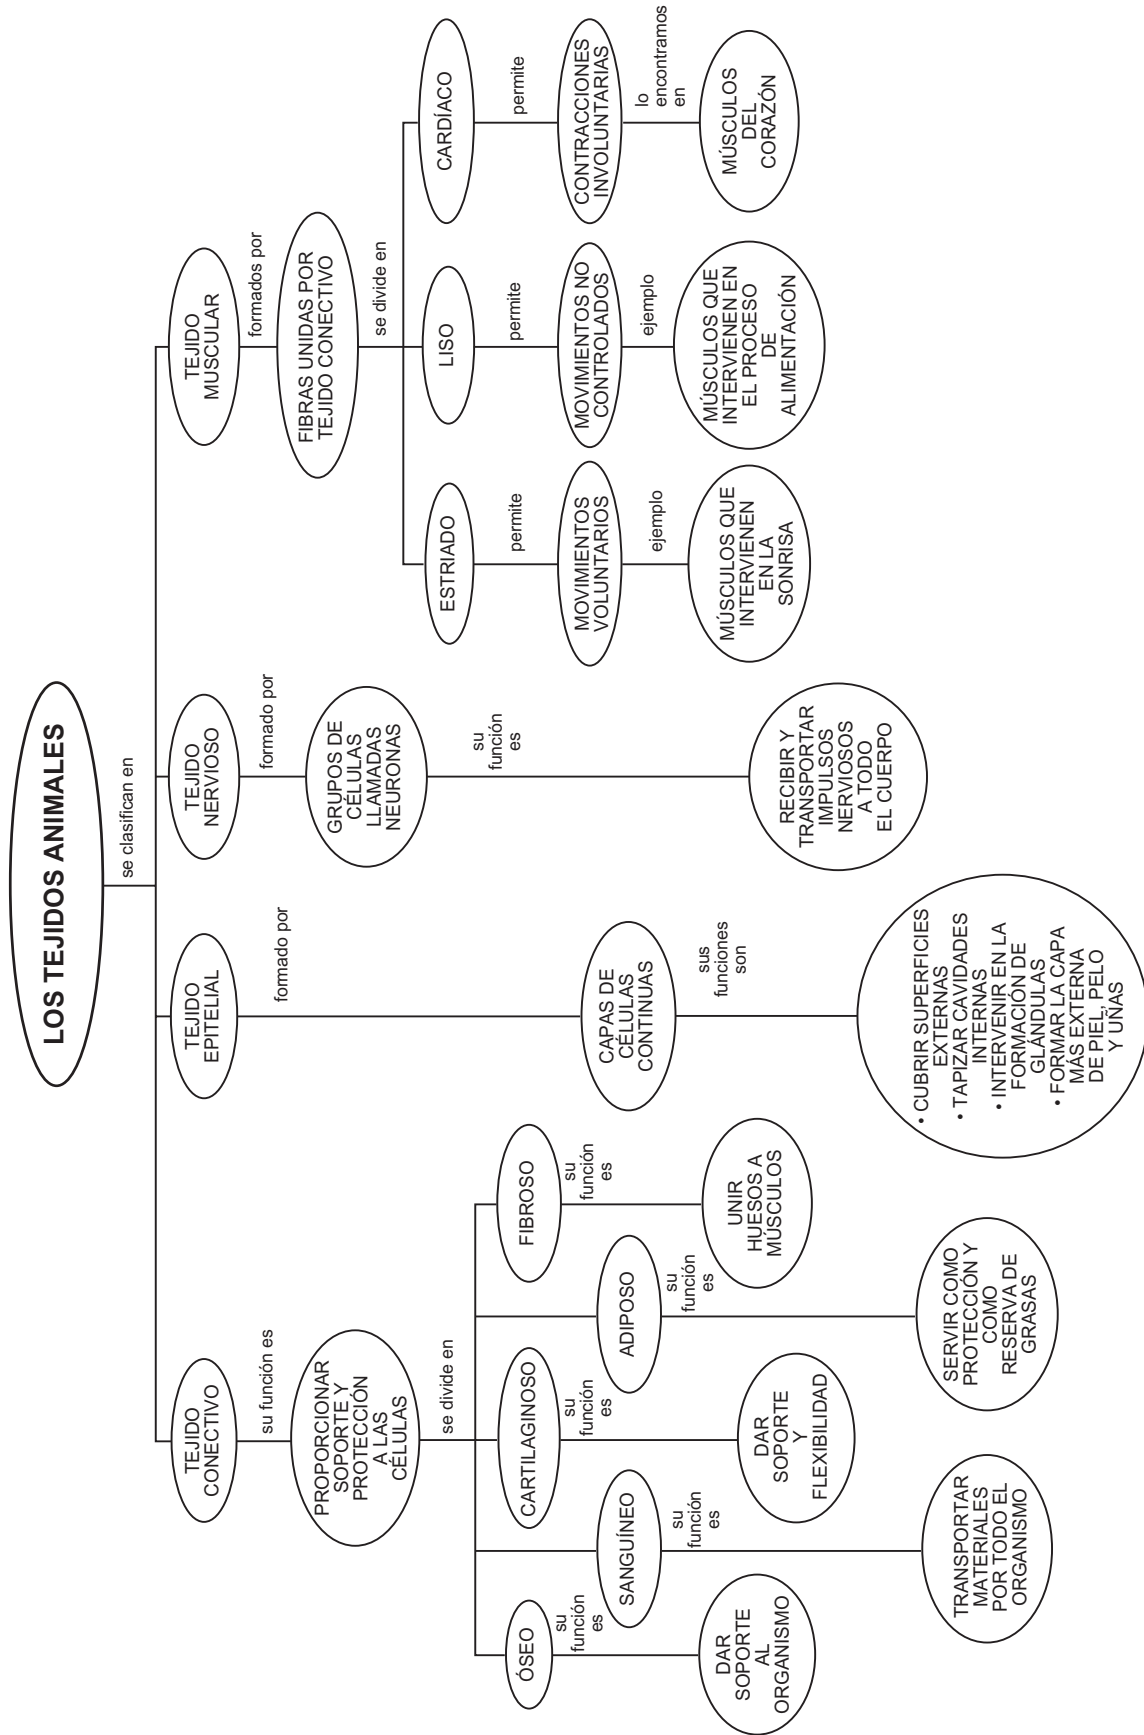 LOS TEJIDOS ANIMALES
se clasifican en
TEJIDO
CONECTIVO
su función es
PROPORCIONAR
SOPORTE Y
PROTECCIÓN
A LAS
CÉLULAS
se divide en
ÓSEO
su
función
es
DAR
SOPORTE
AL
ORGANISMO
SANGUÍNEO
su
función
es
TRANSPORTAR
MATERIALES
POR TODO EL
ORGANISMO
CARTILAGINOSO
su
función
es
DAR
SOPORTE
Y
FLEXIBILIDAD
ADIPOSO
su
función
es
SERVIR COMO
PROTECCIÓN Y
COMO
RESERVA DE
GRASAS
FIBROSO
su
función
es
UNIR
HUESOS A
MÚSCULOS
TEJIDO
EPITELIAL
formado por
CAPAS DE
CÉLULAS
CONTINUAS
sus
funciones
son
• CUBRIR SUPERFICIES
EXTERNAS
• TAPIZAR CAVIDADES
INTERNAS
• INTERVENIR EN LA
FORMACIÓN DE
GLÁNDULAS
• FORMAR LA CAPA
MÁS EXTERNA
DE PIEL, PELO
Y UÑAS
TEJIDO
NERVIOSO
formado por
GRUPOS DE
CÉLULAS
LLAMADAS
NEURONAS
su
función
es
RECIBIR Y
TRANSPORTAR
IMPULSOS
NERVIOSOS
A TODO
EL CUERPO
TEJIDO
MUSCULAR
formados por
FIBRAS UNIDAS POR
TEJIDO CONECTIVO
se divide en
ESTRIADO
permite
MOVIMIENTOS
VOLUNTARIOS
ejemplo
MÚSCULOS QUE
INTERVIENEN
EN LA
SONRISA
LISO
permite
MOVIMIENTOS NO
CONTROLADOS
ejemplo
MÚSCULOS QUE
INTERVIENEN EN
EL PROCESO
DE
ALIMENTACIÓN
CARDÍACO
permite
CONTRACCIONES
INVOLUNTARIAS
lo
encontramos
en
MÚSCULOS
DEL
CORAZÓN